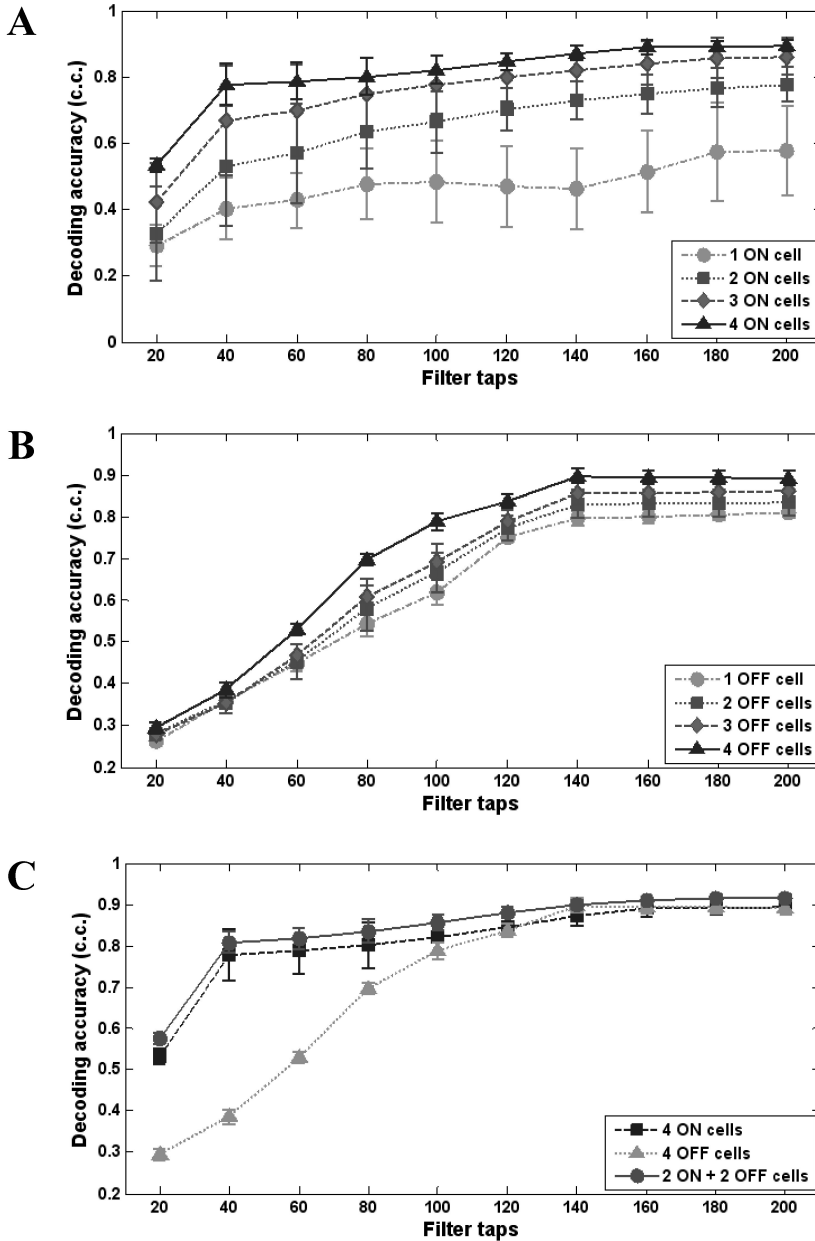 A
Decoding accuracy (c.c.)
1
0.8
0.6
0.4
0.2
0
1 ON cell
2 ON cells
3 ON cells
4 ON cells
20 40 60 80 100 120 140 160 180 200
Filter taps
B
Decoding accuracy (c.c.)
1
0.9
0.8
0.7
0.6
0.5
0.4
0.3
0.2
1 OFF cell
2 OFF cells
3 OFF cells
4 OFF cells
20 40 60 80 100 120 140 160 180 200
Filter taps
C
Decoding accuracy (c.c.)
1
0.9
0.8
0.7
0.6
0.5
0.4
0.3
0.2
4 ON cells
4 OFF cells
2 ON + 2 OFF cells
20 40 60 80 100 120 140 160 180 200
Filter taps